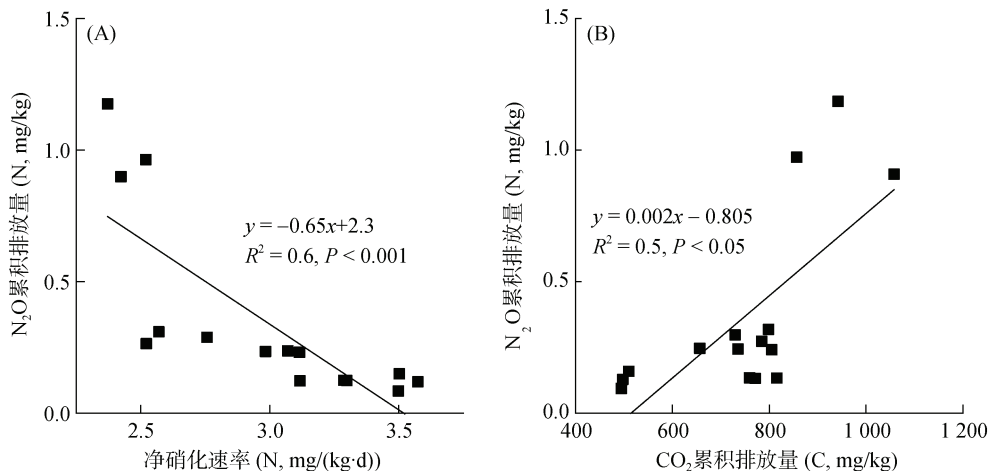 (A)
1.5
1.0
0.5
0.0
N₂O累积排放量 (N, mg/kg)
y = –0.65x+2.3
R² = 0.6, P < 0.001
2.5 3.0 3.5
净硝化速率 (N, mg/(kg·d))
(B)
1.5
1.0
0.5
0.0
N₂O累积排放量 (N, mg/kg)
y = 0.002x – 0.805
R² = 0.5, P < 0.05
400 600 800 1 000 1 200
CO₂累积排放量 (C, mg/kg)